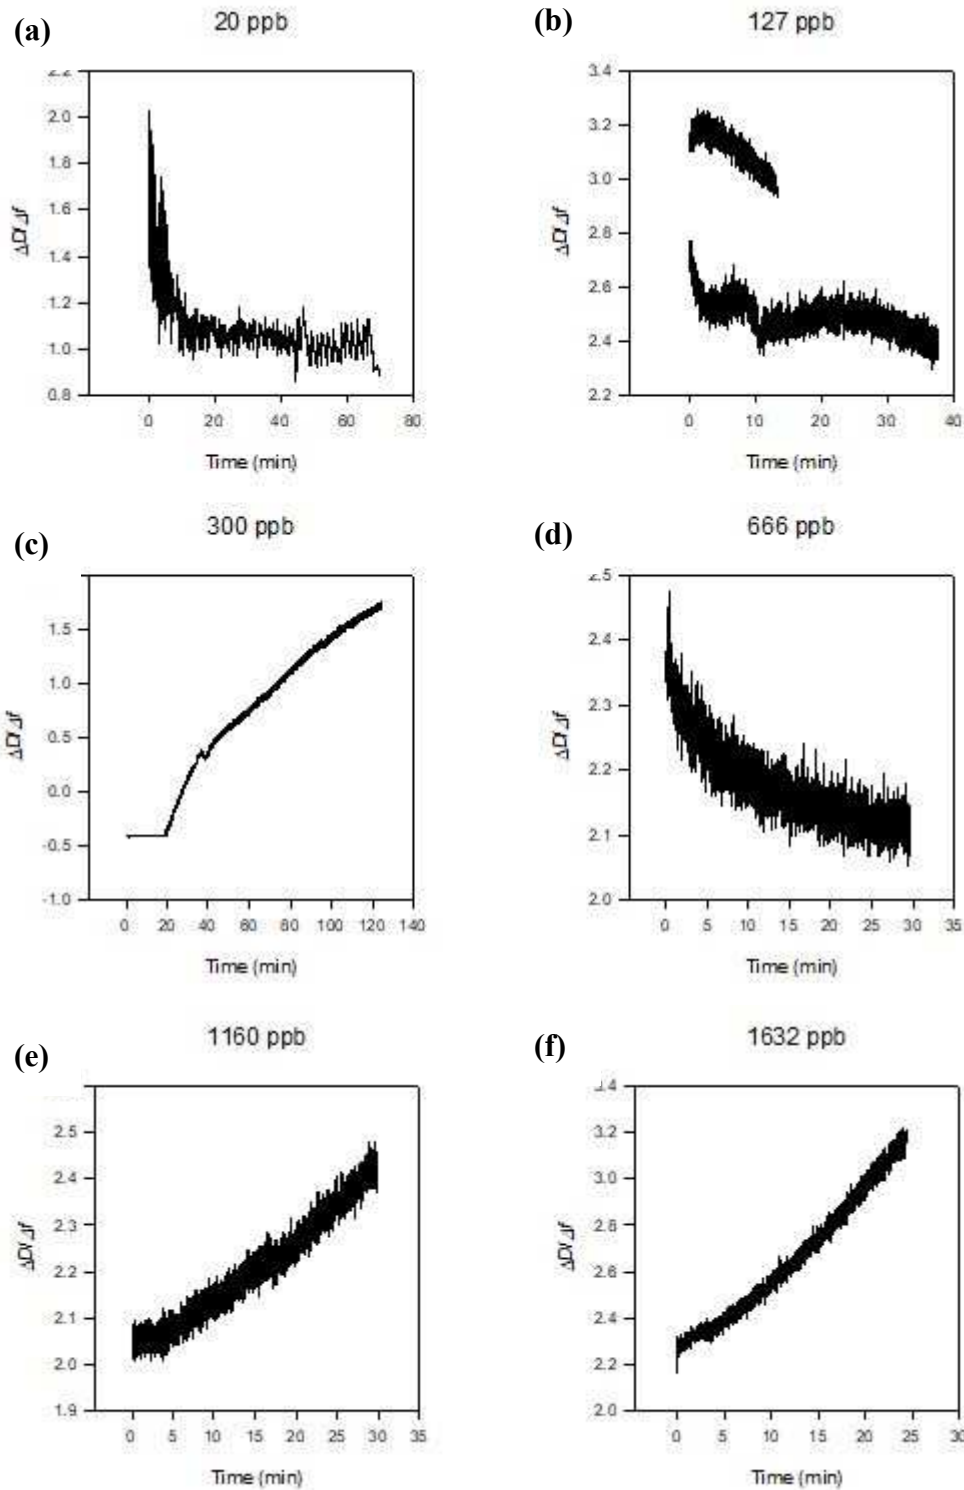 (a) 20 ppb
2.2
2.0
1.8
1.6
1.4
1.2
1.0
0.8
ΔD/Δf
0 20 40 60 80
Time (min)
(b) 127 ppb
3.4
3.2
3.0
2.8
2.6
2.4
2.2
ΔD/Δf
0 10 20 30 40
Time (min)
(c) 300 ppb
1.5
1.0
0.5
0.0
-0.5
-1.0
ΔD/Δf
0 20 40 60 80 100 120 140
Time (min)
(d) 666 ppb
2.5
2.4
2.3
2.2
2.1
2.0
ΔD/Δf
0 5 10 15 20 25 30 35
Time (min)
(e) 1160 ppb
2.5
2.4
2.3
2.2
2.1
2.0
1.9
ΔD/Δf
0 5 10 15 20 25 30 35
Time (min)
(f) 1632 ppb
3.4
3.2
3.0
2.8
2.6
2.4
2.2
2.0
ΔD/Δf
0 5 10 15 20 25 30
Time (min)